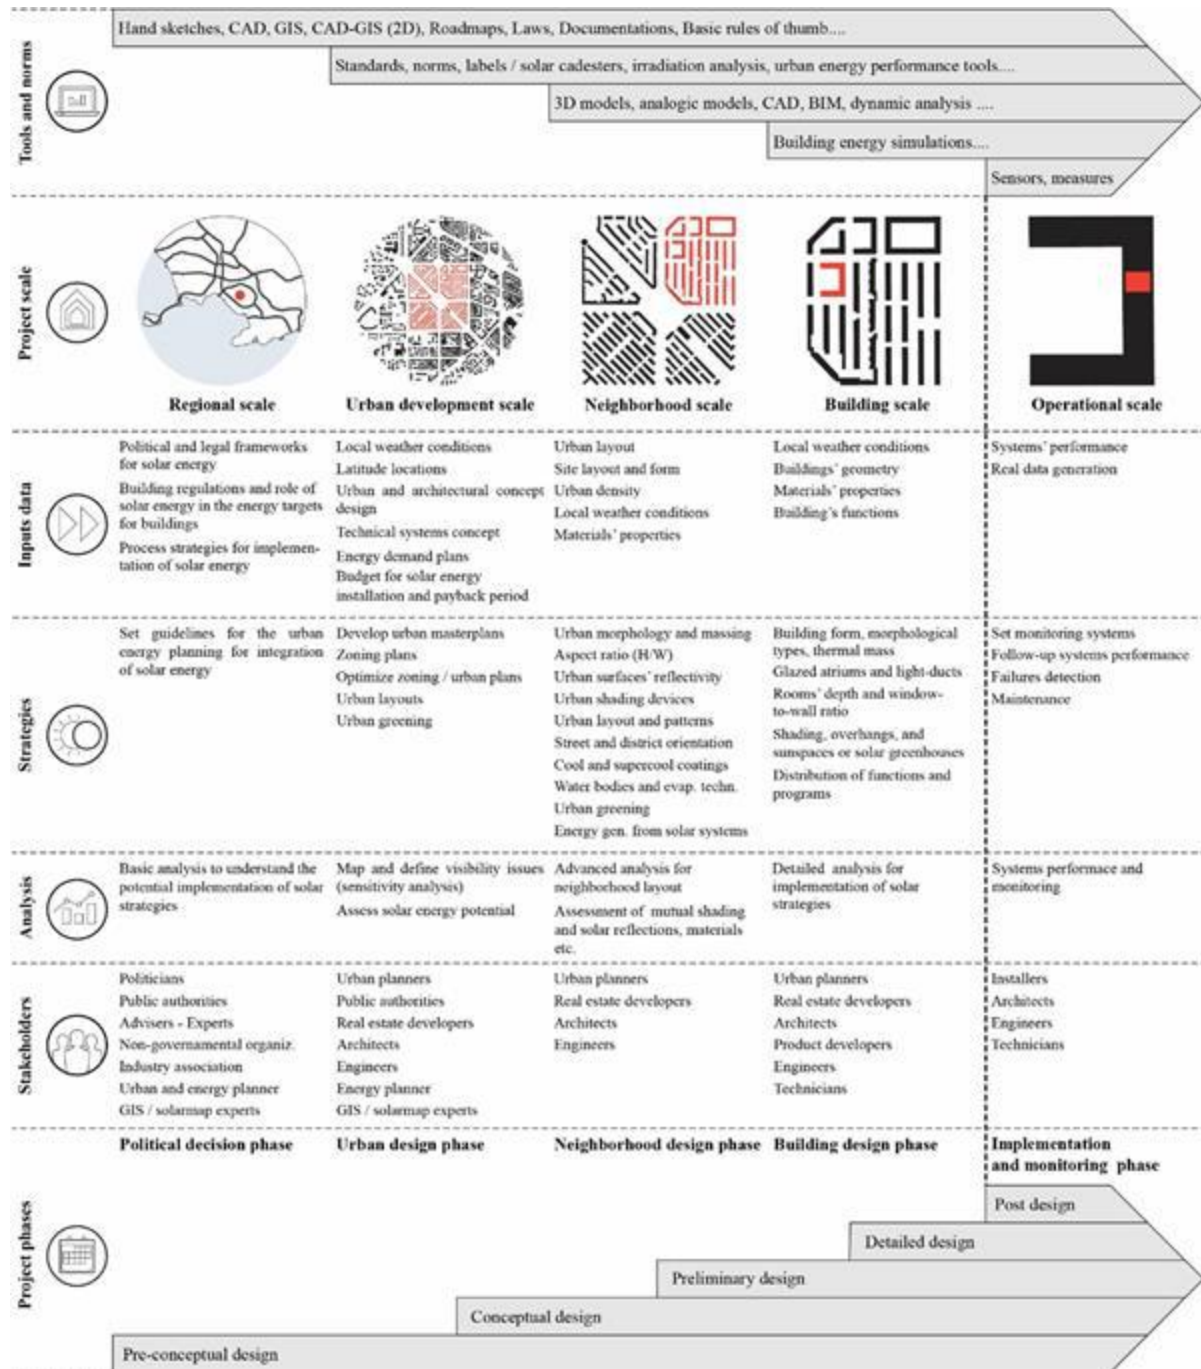 Tools and norms
Hand sketches, CAD, GIS, CAD-GIS (2D), Roadmaps, Laws, Documentations, Basic rules of thumb....
Standards, norms, labels / solar cadesters, irradiation analysis, urban energy performance tools....
3D models, analogic models, CAD, BIM, dynamic analysis ....
Building energy simulations....
Sensors, measures
Project scale
Regional scale
Urban development scale
Neighborhood scale
Building scale
Operational scale
Inputs data
Political and legal frameworks
for solar energy
Building regulations and role of
solar energy in the energy targets
for buildings
Process strategies for implemen-
tation of solar energy
Local weather conditions
Latitude locations
Urban and architectural concept
design
Technical systems concept
Energy demand plans
Budget for solar energy
installation and payback period
Urban layout
Site layout and form
Urban density
Local weather conditions
Materials' properties
Local weather conditions
Buildings' geometry
Materials' properties
Building's functions
Systems' performance
Real data generation
Strategies
Set guidelines for the urban
energy planning for integration
of solar energy
Develop urban masterplans
Zoning plans
Optimize zoning / urban plans
Urban layouts
Urban greening
Urban morphology and massing
Aspect ratio (H/W)
Urban surfaces' reflectivity
Urban shading devices
Urban layout and patterns
Street and district orientation
Cool and supercool coatings
Water bodies and evap. techn.
Urban greening
Energy gen. from solar systems
Building form, morphological
types, thermal mass
Glazed atriums and light-ducts
Rooms' depth and window-
to-wall ratio
Shading, overhangs, and
sunspaces or solar greenhouses
Distribution of functions and
programs
Set monitoring systems
Follow-up systems performance
Failures detection
Maintenance
Analysis
Basic analysis to understand the
potential implementation of solar
strategies
Map and define visibility issues
(sensitivity analysis)
Assess solar energy potential
Advanced analysis for
neighborhood layout
Assessment of mutual shading
and solar reflections, materials
etc.
Detailed analysis for
implementation of solar
strategies
Systems performace and
monitoring
Stakeholders
Politicians
Public authorities
Advisers - Experts
Non-governamental organiz.
Industry association
Urban and energy planner
GIS / solarmap experts
Urban planners
Public authorities
Real estate developers
Architects
Engineers
Energy planner
GIS / solarmap experts
Urban planners
Real estate developers
Architects
Engineers
Urban planners
Real estate developers
Architects
Product developers
Engineers
Technicians
Installers
Architects
Engineers
Technicians
Project phases
Political decision phase
Urban design phase
Neighborhood design phase
Building design phase
Implementation
and monitoring phase
Post design
Detailed design
Preliminary design
Conceptual design
Pre-conceptual design